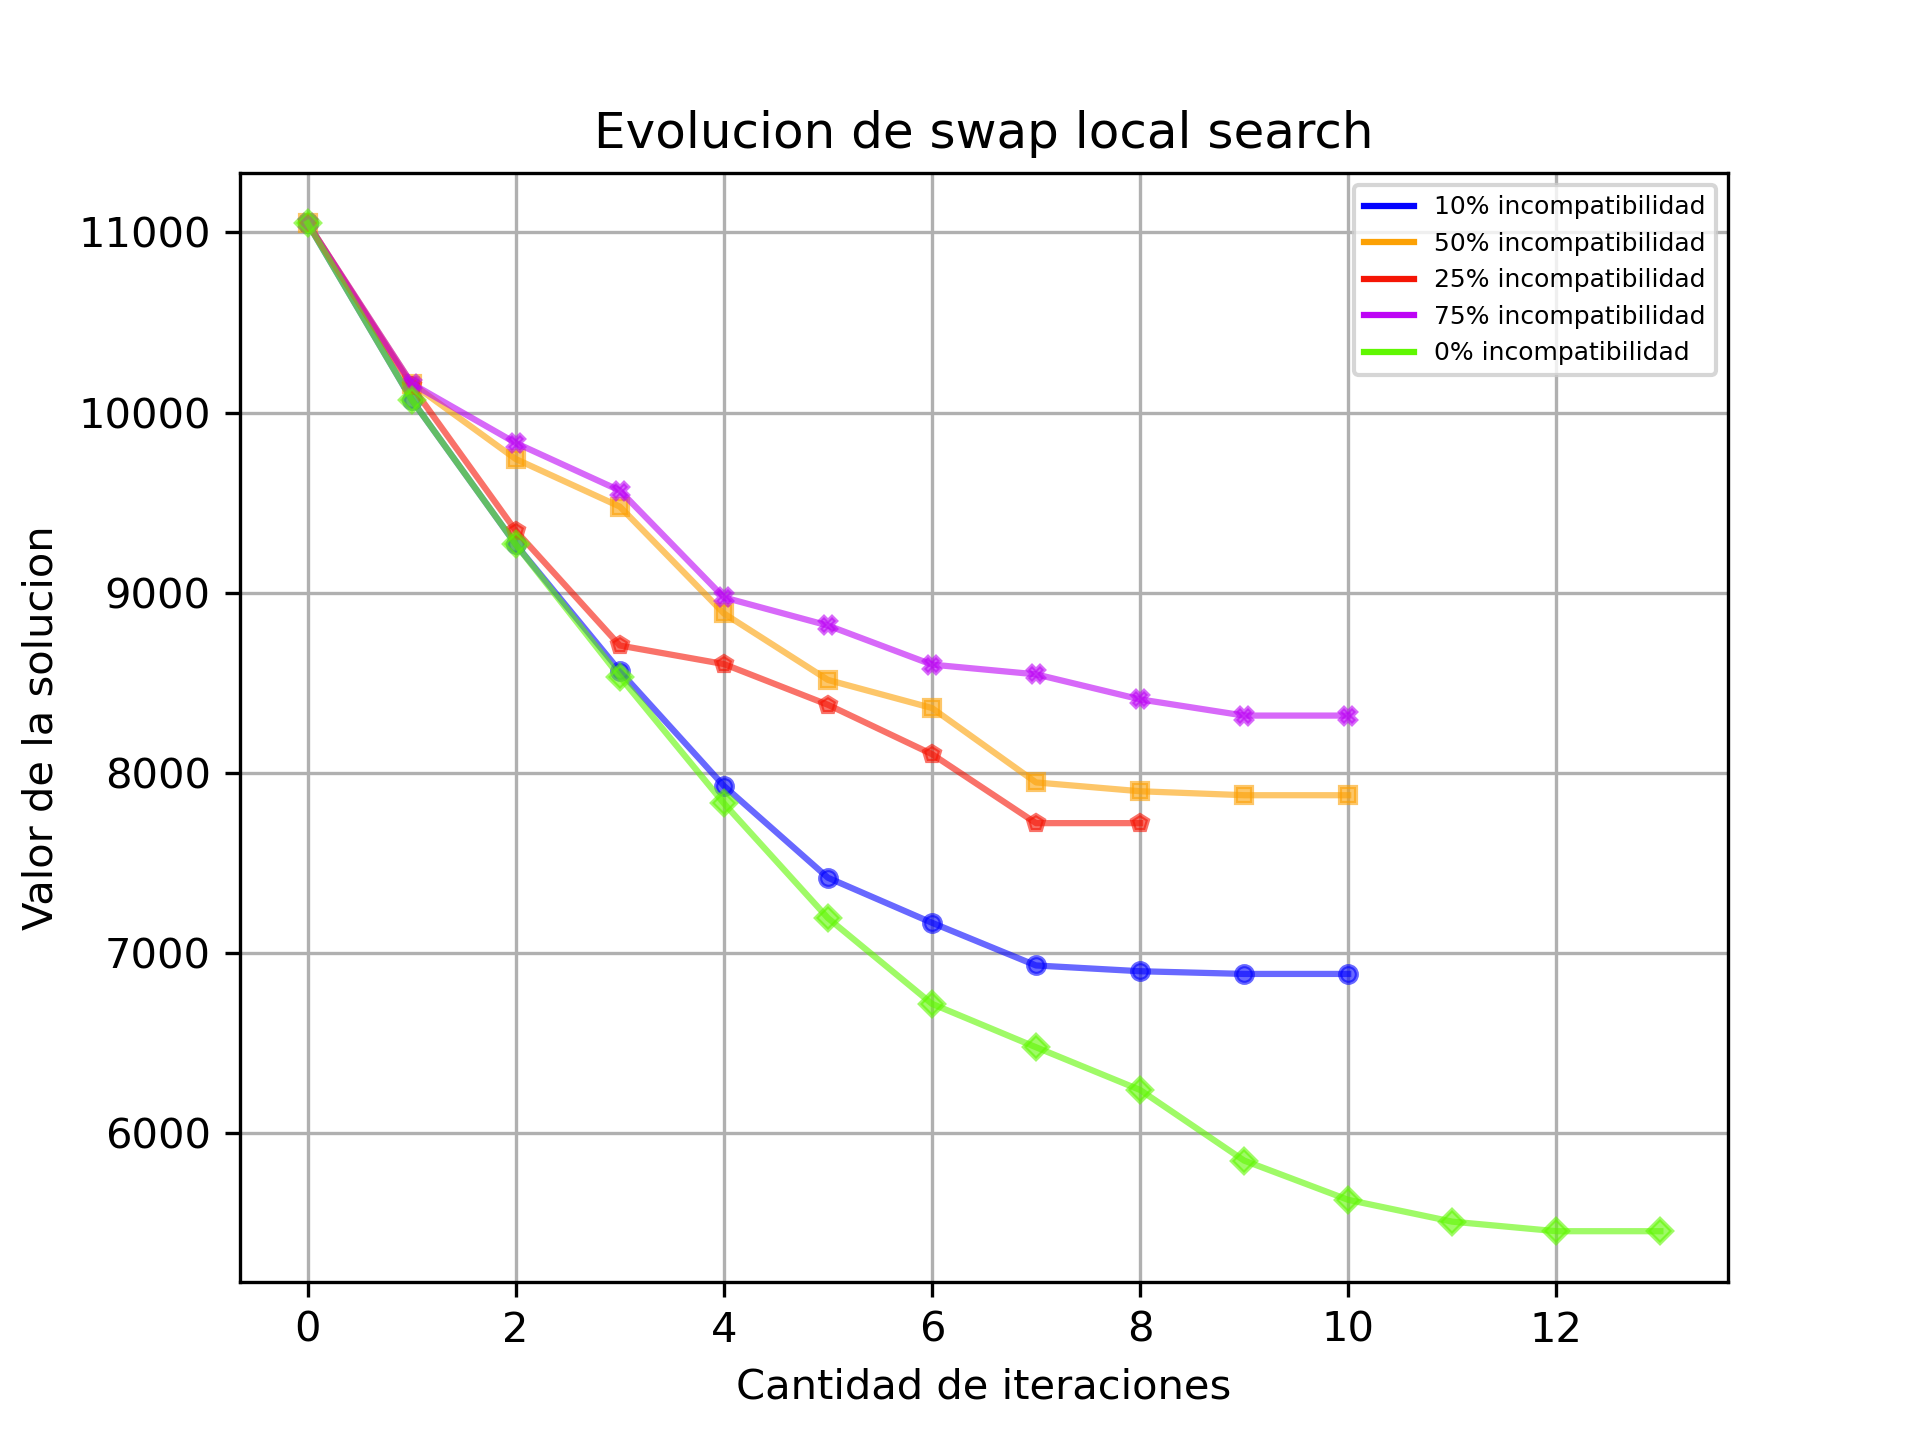 Evolucion de swap local search
10% incompatibilidad
50% incompatibilidad
25% incompatibilidad
75% incompatibilidad
0% incompatibilidad
Valor de la solucion
11000
10000
9000
8000
7000
6000
0 2 4 6 8 10 12
Cantidad de iteraciones